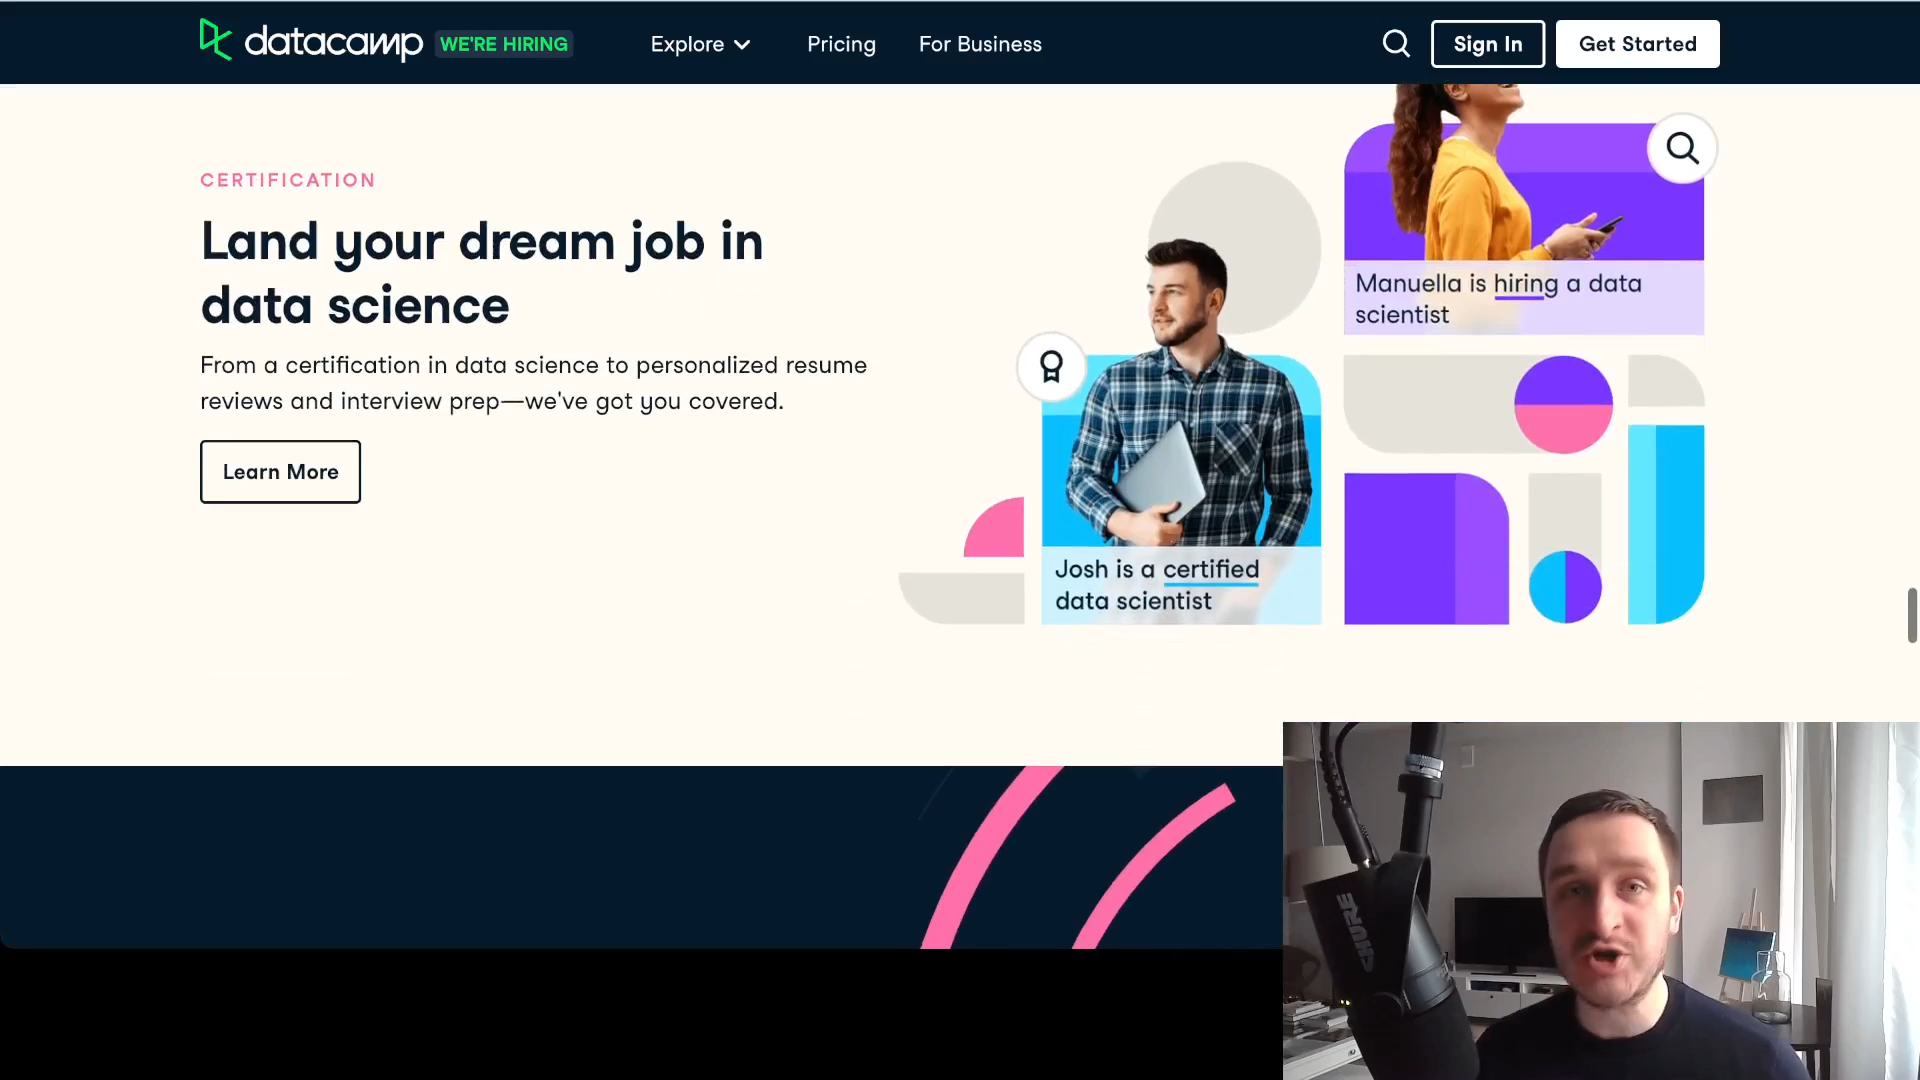 datacamp WE'RE HIRING Explore Pricing For Business Sign In Get Started
CERTIFICATION
Land your dream job in
data science
From a certification in data science to personalized resume
reviews and interview prep—we've got you covered.
Learn More
Manuella is hiring a data
scientist
Josh is a certified
data scientist
SHURE